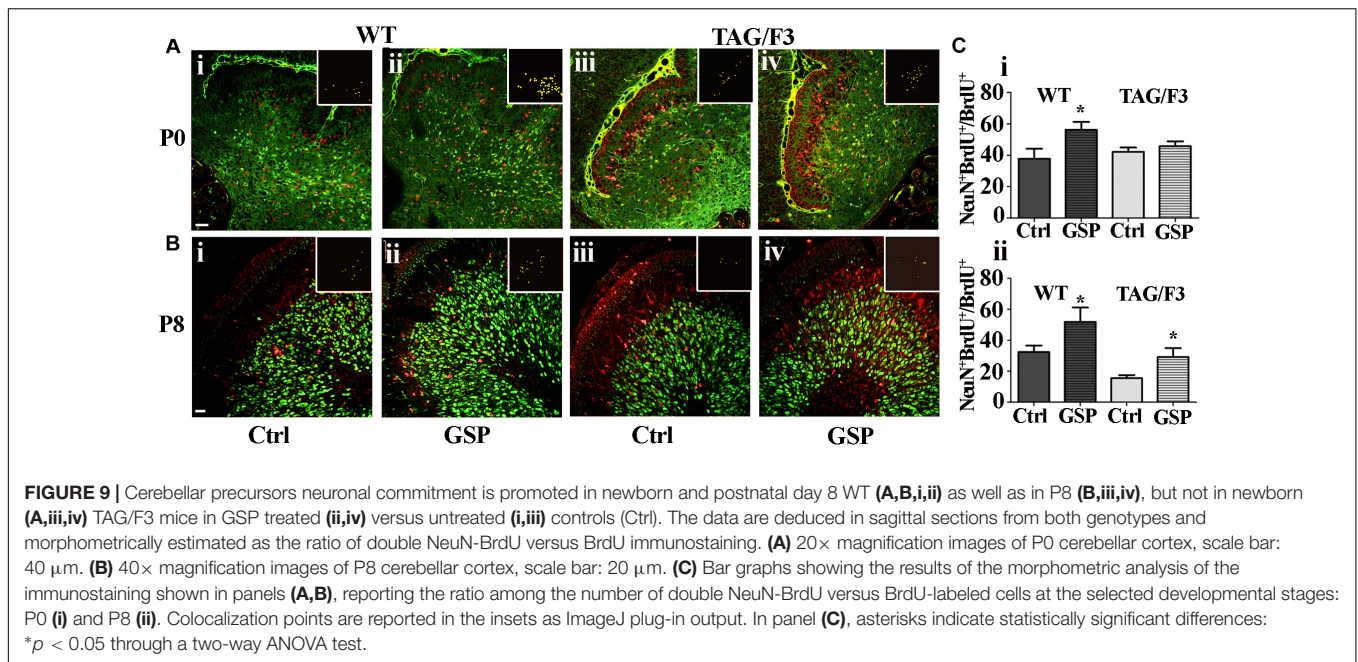 WT
TAG/F3
A
i
ii
iii
iv
P0
B
i
ii
iii
iv
P8
Ctrl
GSP
Ctrl
GSP
C
i
NeuN+BrdU+/BrdU+
80
60
40
20
0
WT
*
TAG/F3
Ctrl
GSP
Ctrl
GSP
ii
NeuN+BrdU+/BrdU+
80
60
40
20
0
WT
*
TAG/F3
*
Ctrl
GSP
Ctrl
GSP
FIGURE 9 | Cerebellar precursors neuronal commitment is promoted in newborn and postnatal day 8 WT (A,B,i,ii) as well as in P8 (B,iii,iv), but not in newborn
(A,iii,iv) TAG/F3 mice in GSP treated (ii,iv) versus untreated (i,iii) controls (Ctrl). The data are deduced in sagittal sections from both genotypes and
morphometrically estimated as the ratio of double NeuN-BrdU versus BrdU immunostaining. (A) 20× magnification images of P0 cerebellar cortex, scale bar:
40 μm. (B) 40× magnification images of P8 cerebellar cortex, scale bar: 20 μm. (C) Bar graphs showing the results of the morphometric analysis of the
immunostaining shown in panels (A,B), reporting the ratio among the number of double NeuN-BrdU versus BrdU-labeled cells at the selected developmental stages:
P0 (i) and P8 (ii). Colocalization points are reported in the insets as ImageJ plug-in output. In panel (C), asterisks indicate statistically significant differences:
*p < 0.05 through a two-way ANOVA test.